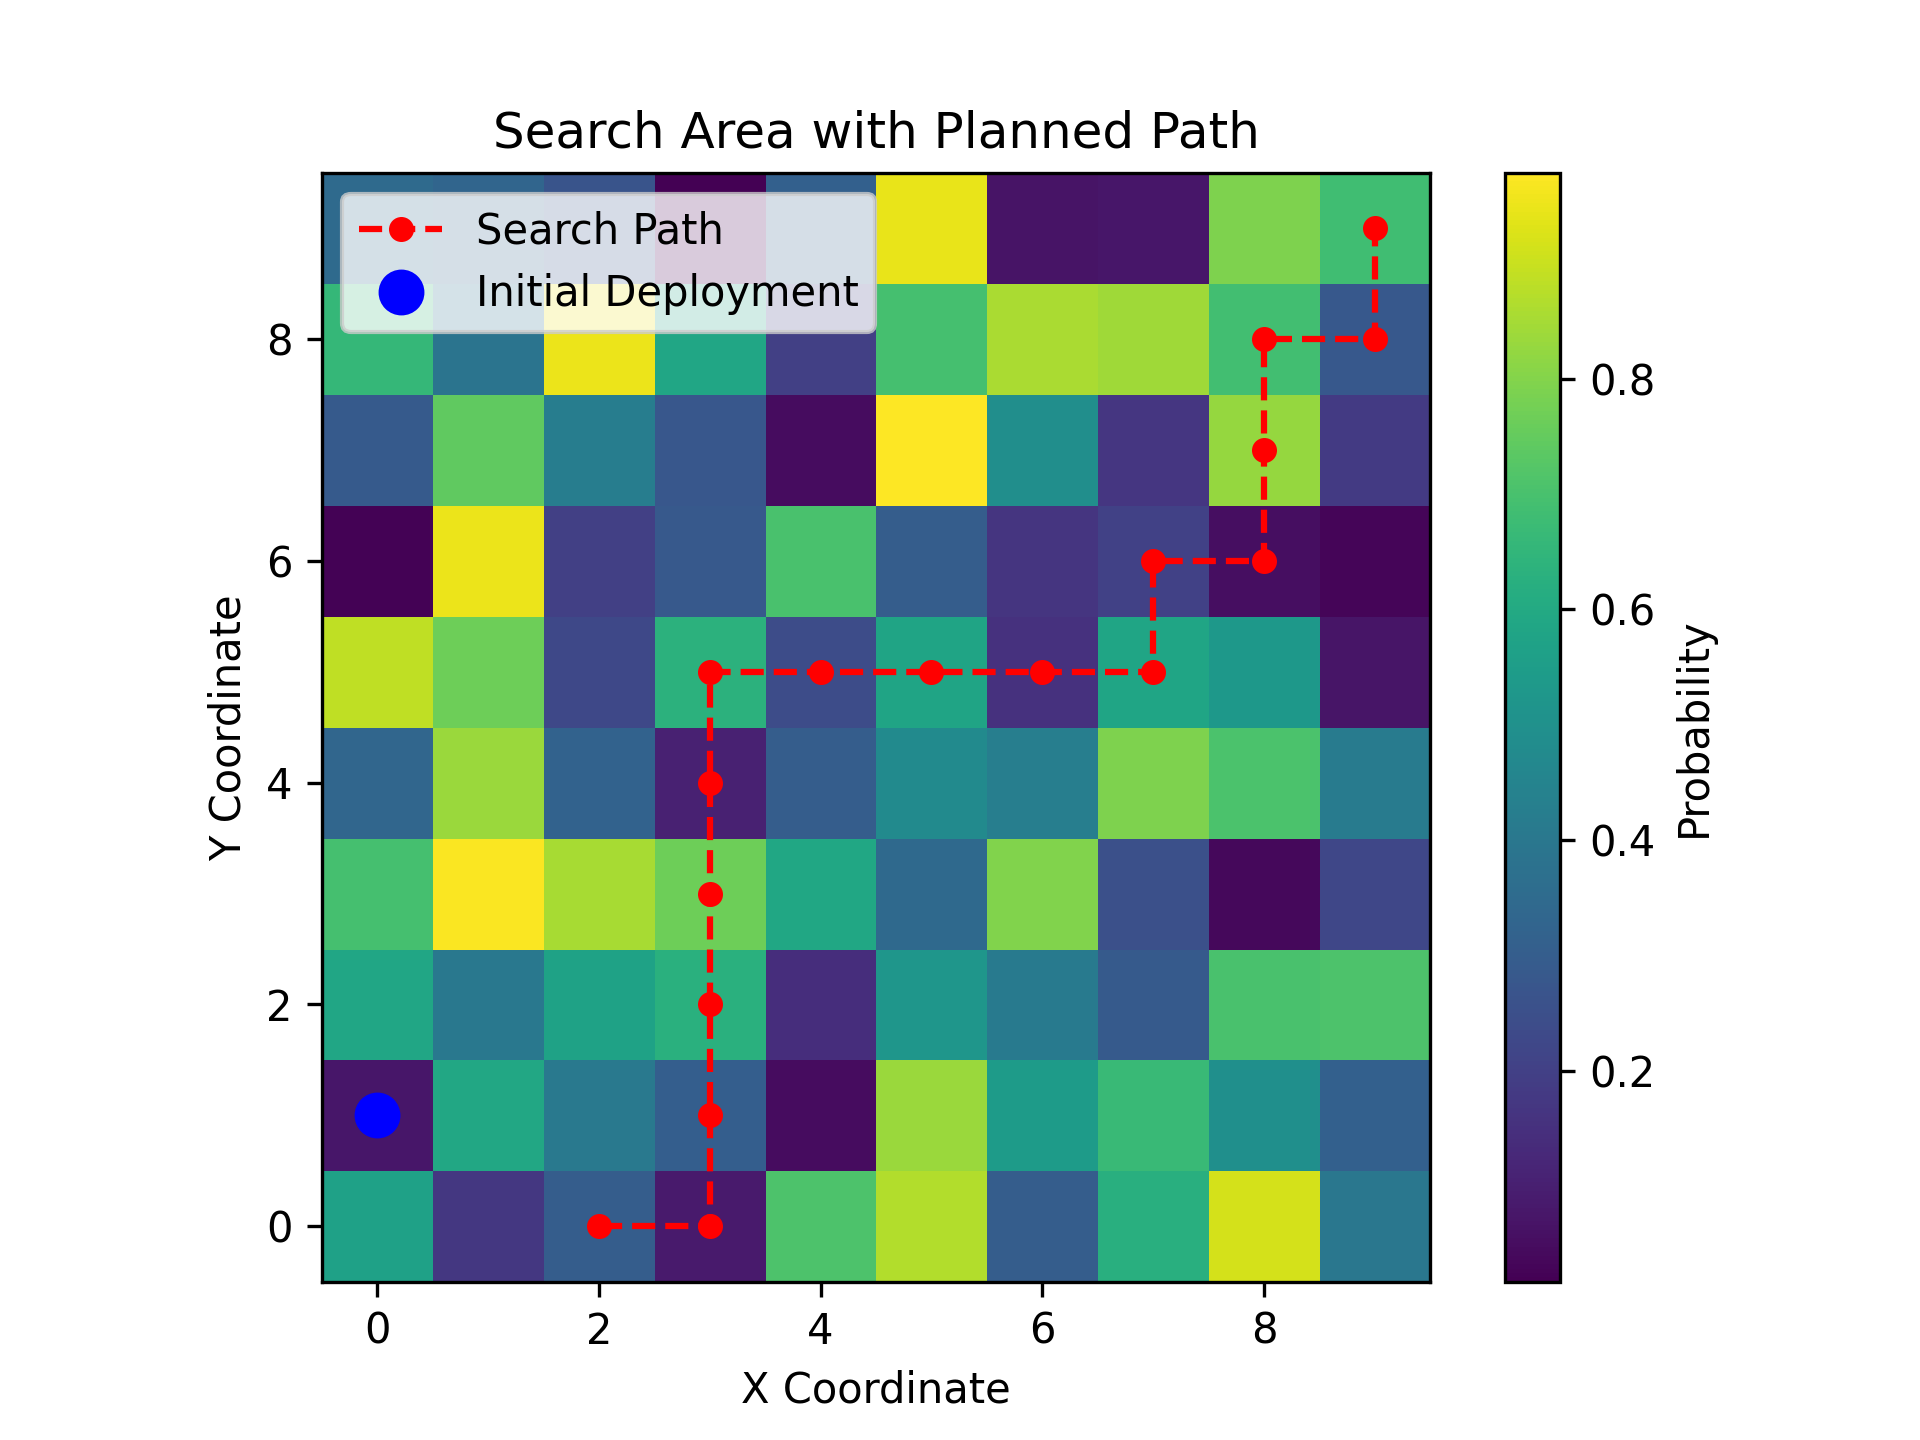 Search Area with Planned Path
Search Path
Initial Deployment
8
6
4
2
0
Y Coordinate
0 2 4 6 8
X Coordinate
0.8
0.6
0.4
0.2
Probability